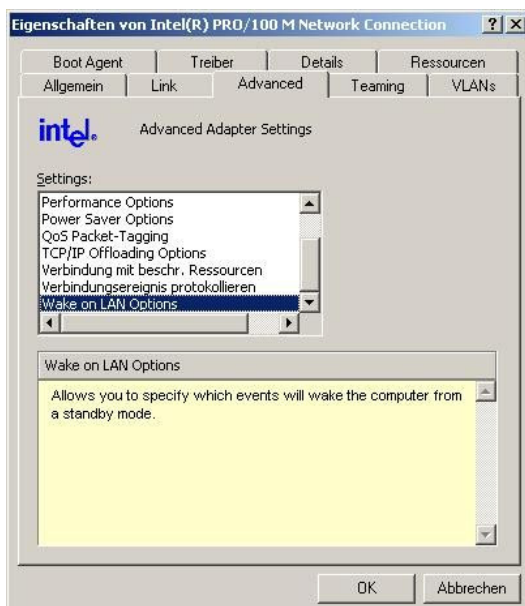 Eigenschaften von Intel(R) PRO/100 M Network Connection
Boot Agent Treiber Details Ressourcen
Allgemein Link Advanced Teaming VLANs
intel. Advanced Adapter Settings
Settings:
Performance Options
Power Saver Options
QoS Packet-Tagging
TCP/IP Offloading Options
Verbindung mit beschr. Ressourcen
Verbindungsereignis protokollieren
Wake on LAN Options
Wake on LAN Options
Allows you to specify which events will wake the computer from
a standby mode.
OK Abbrechen